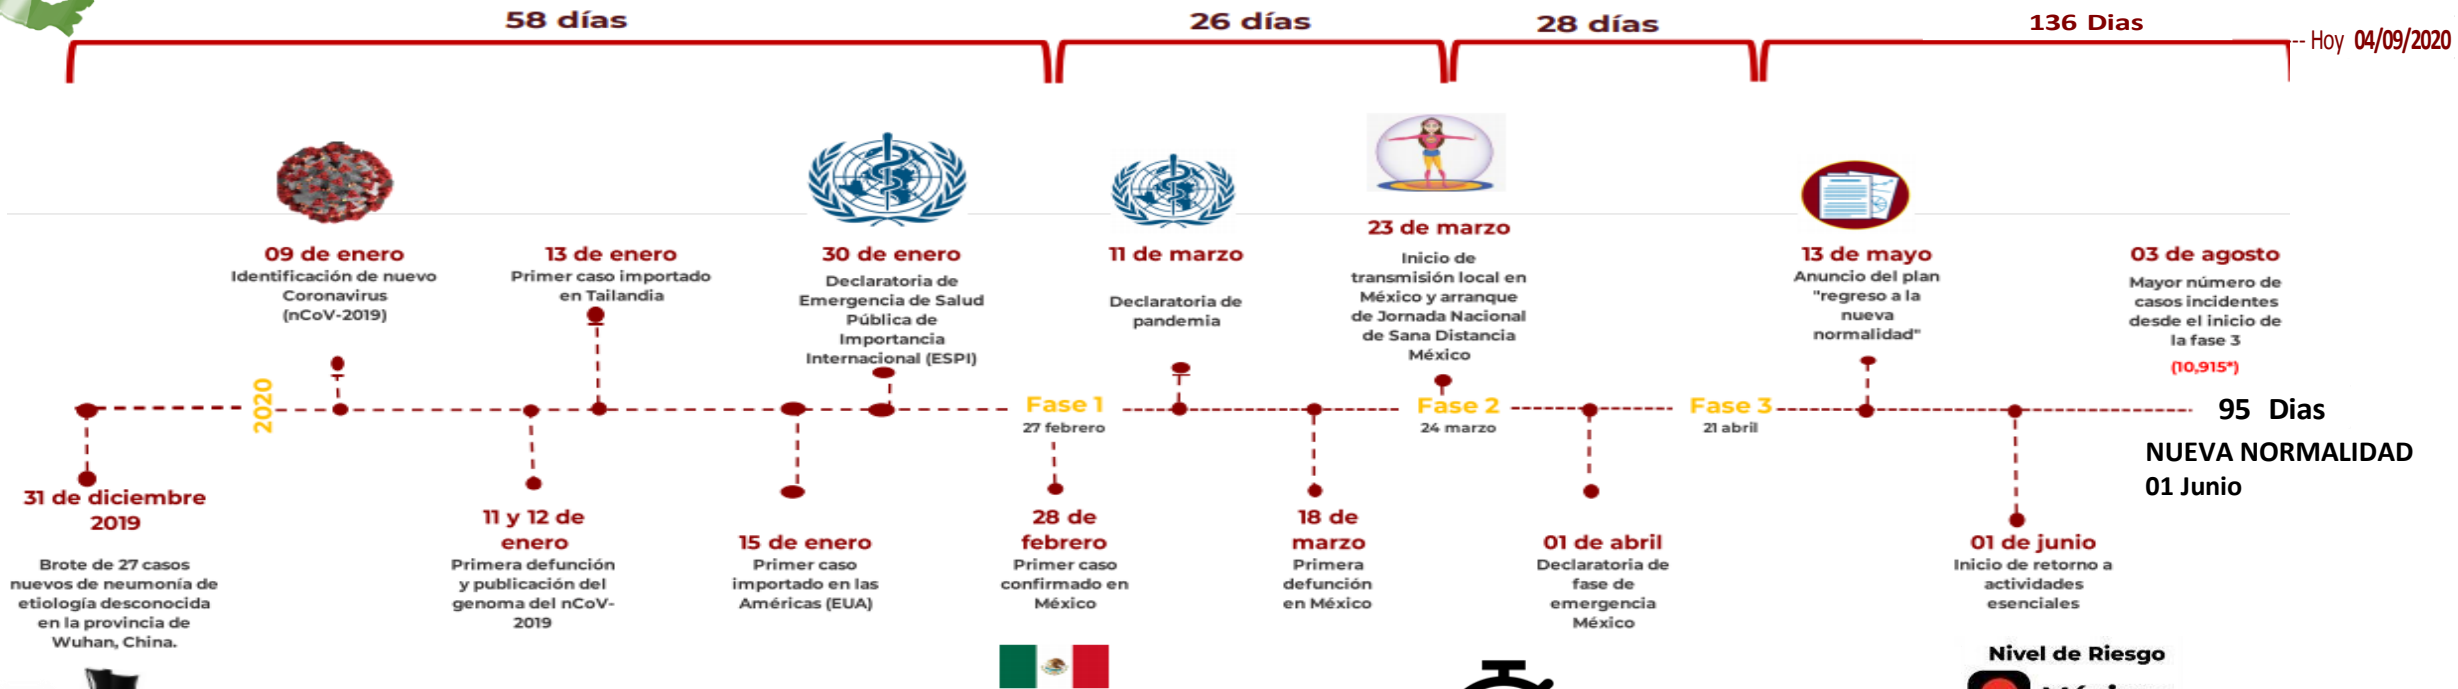 58 días
26 días
28 días
136 Dias
-- Hoy 04/09/2020
09 de enero
Identificación de nuevo
Coronavirus
(nCoV-2019)
13 de enero
Primer caso importado
en Tailandia
30 de enero
Declaratoria de
Emergencia de Salud
Pública de
Importancia
Internacional (ESPI)
11 de marzo
Declaratoria de
pandemia
23 de marzo
Inicio de
transmisión local en
México y arranque
de Jornada Nacional
de Sana Distancia
México
13 de mayo
Anuncio del plan
"regreso a la
nueva
normalidad"
03 de agosto
Mayor número de
casos incidentes
desde el inicio de
la fase 3
(10,915*)
2020
Fase 1
27 febrero
Fase 2
24 marzo
Fase 3
21 abril
95 Dias
NUEVA NORMALIDAD
01 Junio
31 de diciembre
2019
Brote de 27 casos
nuevos de neumonía de
etiología desconocida
en la provincia de
Wuhan, China.
11 y 12 de
enero
Primera defunción
y publicación del
genoma del nCoV-
2019
15 de enero
Primer caso
importado en las
Américas (EUA)
28 de
febrero
Primer caso
confirmado en
México
18 de
marzo
Primera
defunción
en México
01 de abril
Declaratoria de
fase de
emergencia
México
01 de junio
Inicio de retorno a
actividades
esenciales
Nivel de Riesgo